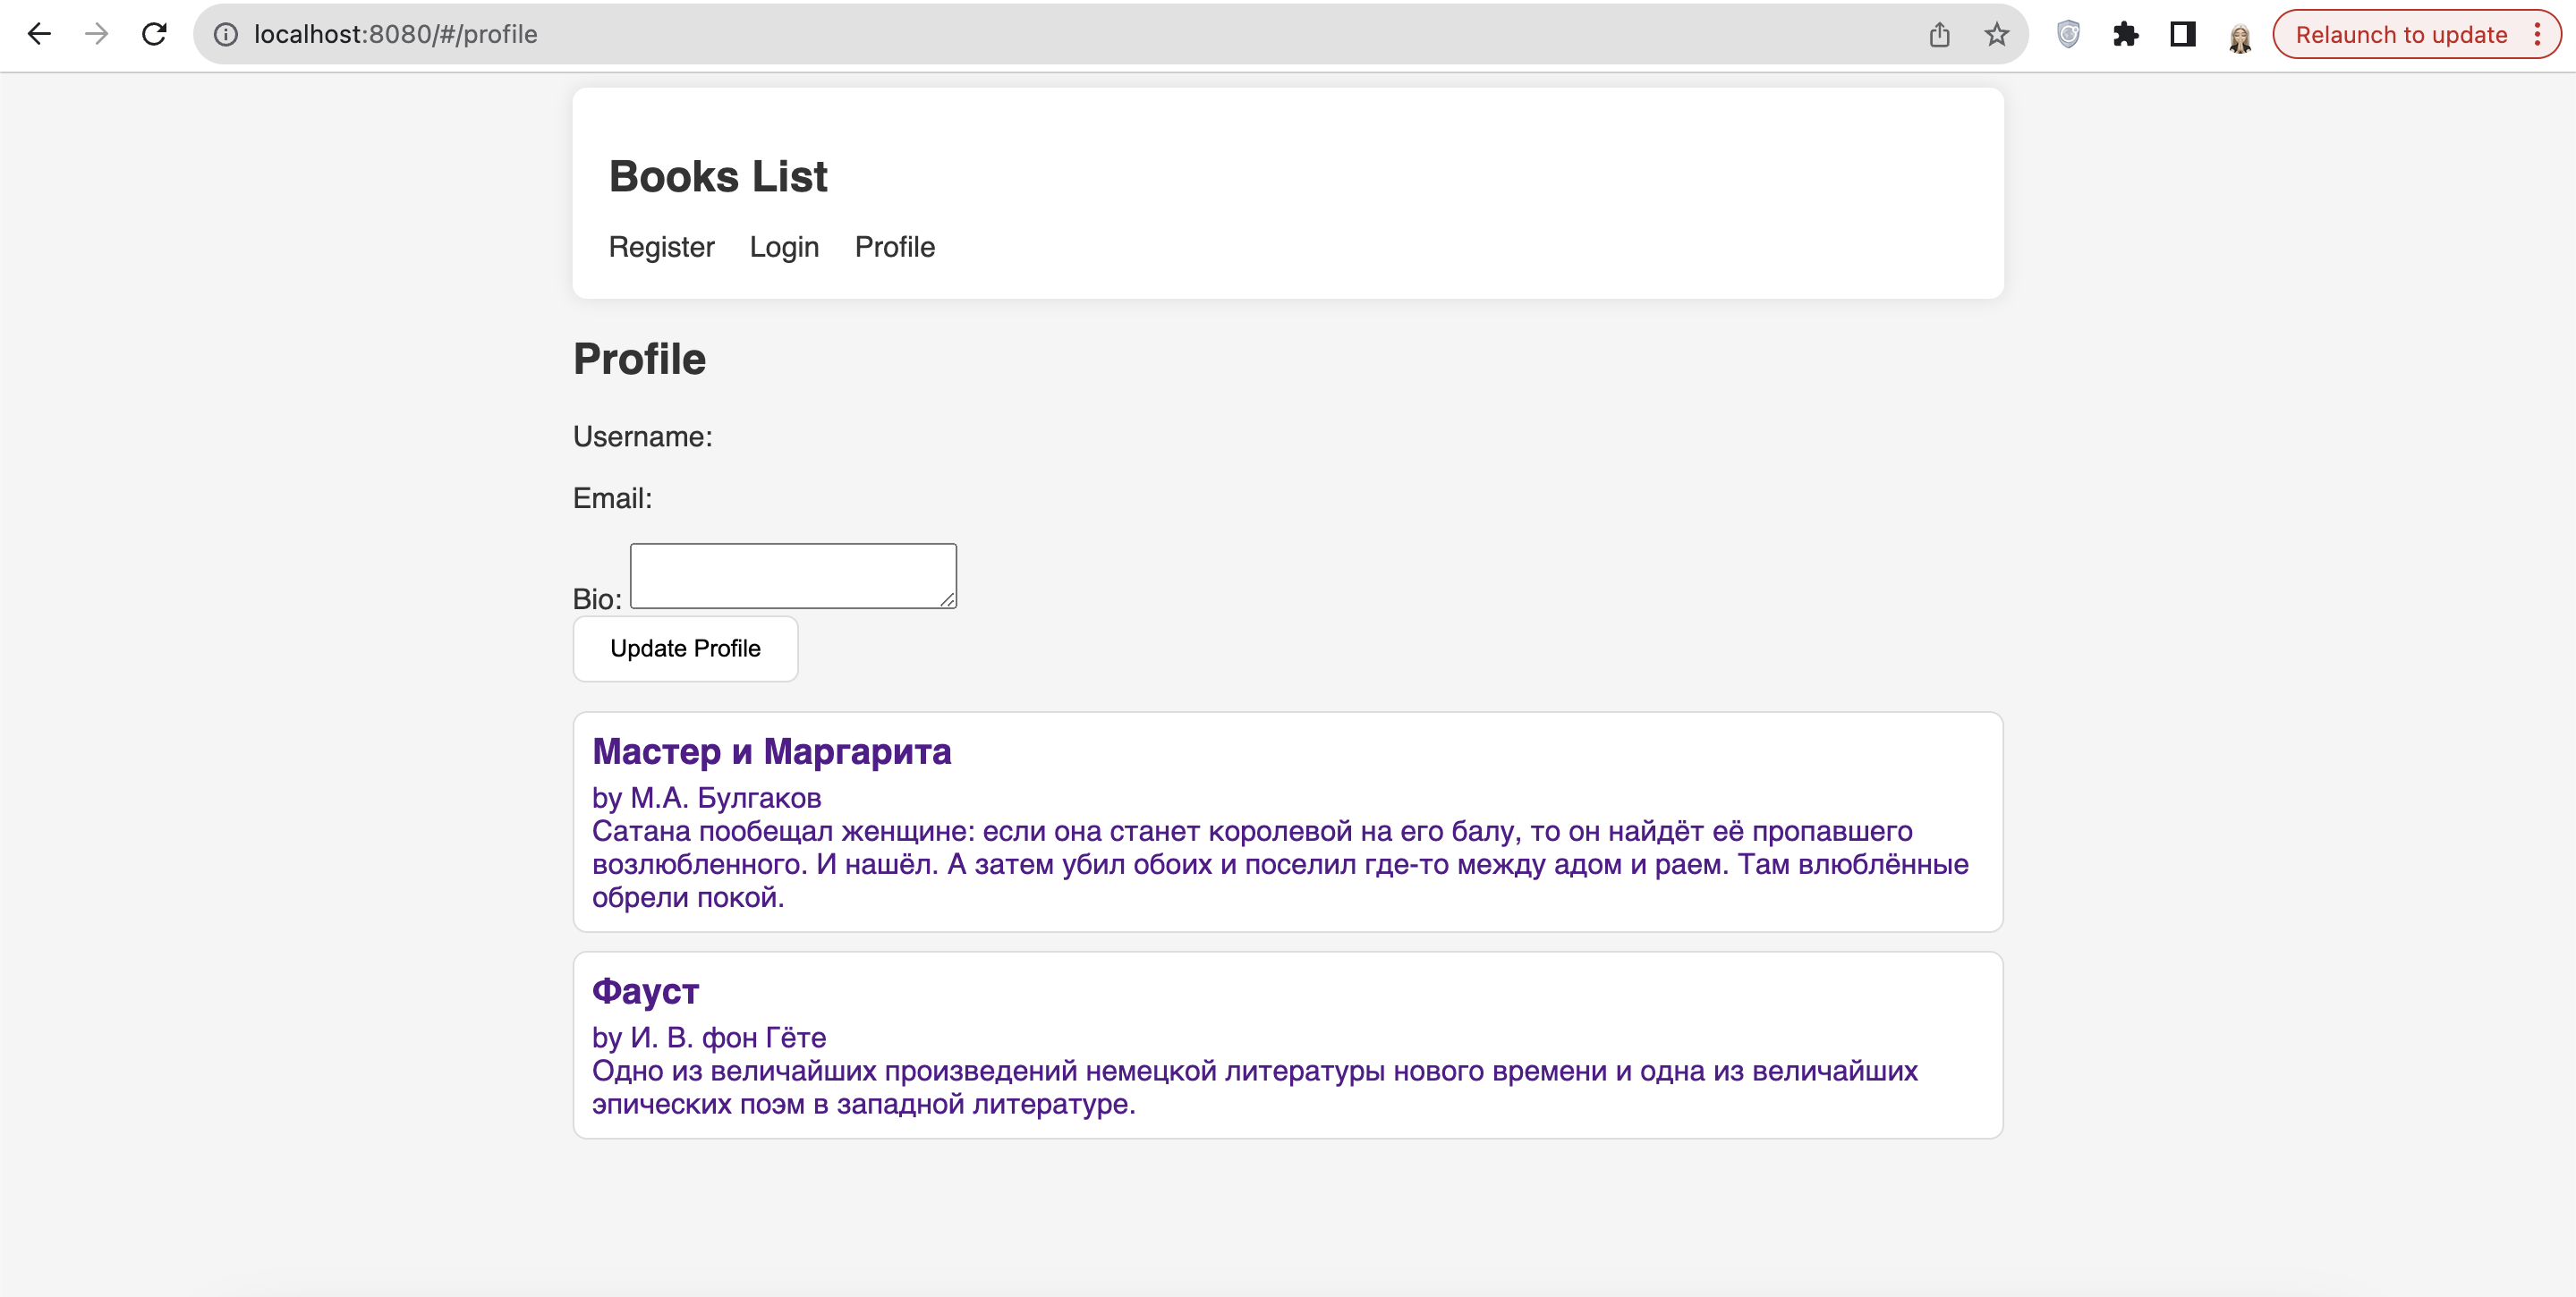 localhost:8080/#/profile
Relaunch to update
Books List
Register Login Profile
Profile
Username:
Email:
Bio:
Update Profile
Мастер и Маргарита
by М.А. Булгаков
Сатана пообещал женщине: если она станет королевой на его балу, то он найдёт её пропавшего
возлюбленного. И нашёл. А затем убил обоих и поселил где-то между адом и раем. Там влюблённые
обрели покой.
Фауст
by И. В. фон Гёте
Одно из величайших произведений немецкой литературы нового времени и одна из величайших
эпических поэм в западной литературе.